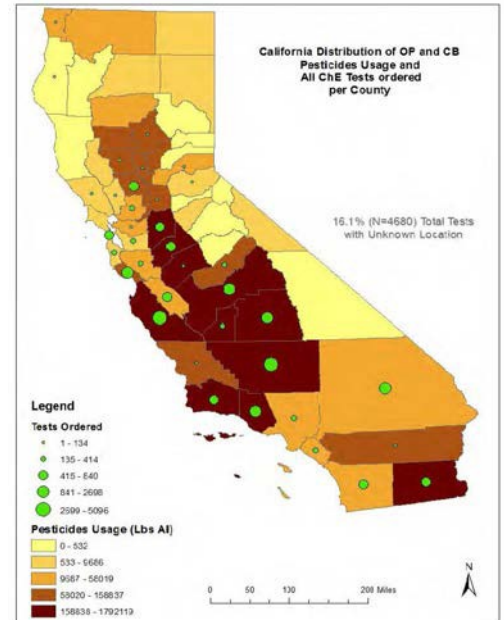 California Distribution of OP and CB
Pesticides Usage and
All ChE Tests ordered
per County
16.1% (N=4680) Total Tests
with Unknown Location
Legend
Tests Ordered
1 - 134
135 - 414
415 - 840
841 - 2698
2699 - 5096
Pesticides Usage (Lbs AI)
0 - 532
533 - 9686
9687 - 58019
58020 - 158837
158838 - 1792119
0 50 100 200 Miles
N